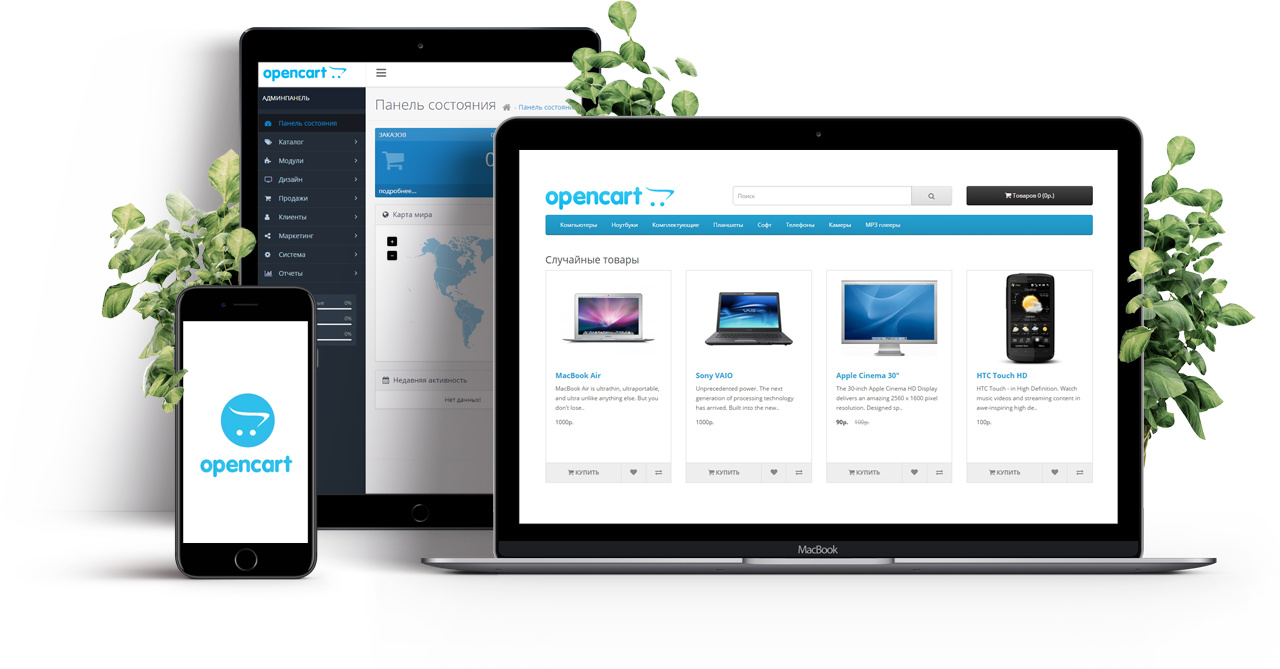 opencart
АДМИНПАНЕЛЬ
Панель состояния
Каталог
Модули
Дизайн
Продажи
Клиенты
Маркетинг
Система
Отчеты
0%
0%
0%
Панель состояния
Панель состояни
ЗАКАЗОВ
0
подробнее...
Карта мира
+
−
Недавняя активность
Нет данных!
opencart
opencart
Поиск
Товаров 0 (0р.)
Компьютеры Ноутбуки Комплектующие Планшеты Софт Телефоны Камеры MP3 плееры
Случайные товары
MacBook Air
MacBook Air is ultrathin, ultraportable,
and ultra unlike anything else. But you
don't lose..
1000р.
КУПИТЬ
Sony VAIO
Unprecedented power. The next
generation of processing technology
has arrived. Built into the new..
1000р.
КУПИТЬ
Apple Cinema 30"
The 30-inch Apple Cinema HD Display
delivers an amazing 2560 x 1600 pixel
resolution. Designed sp..
90р. 100р.
КУПИТЬ
HTC Touch HD
HTC Touch - in High Definition. Watch
music videos and streaming content in
awe-inspiring high de..
100р.
КУПИТЬ
MacBook